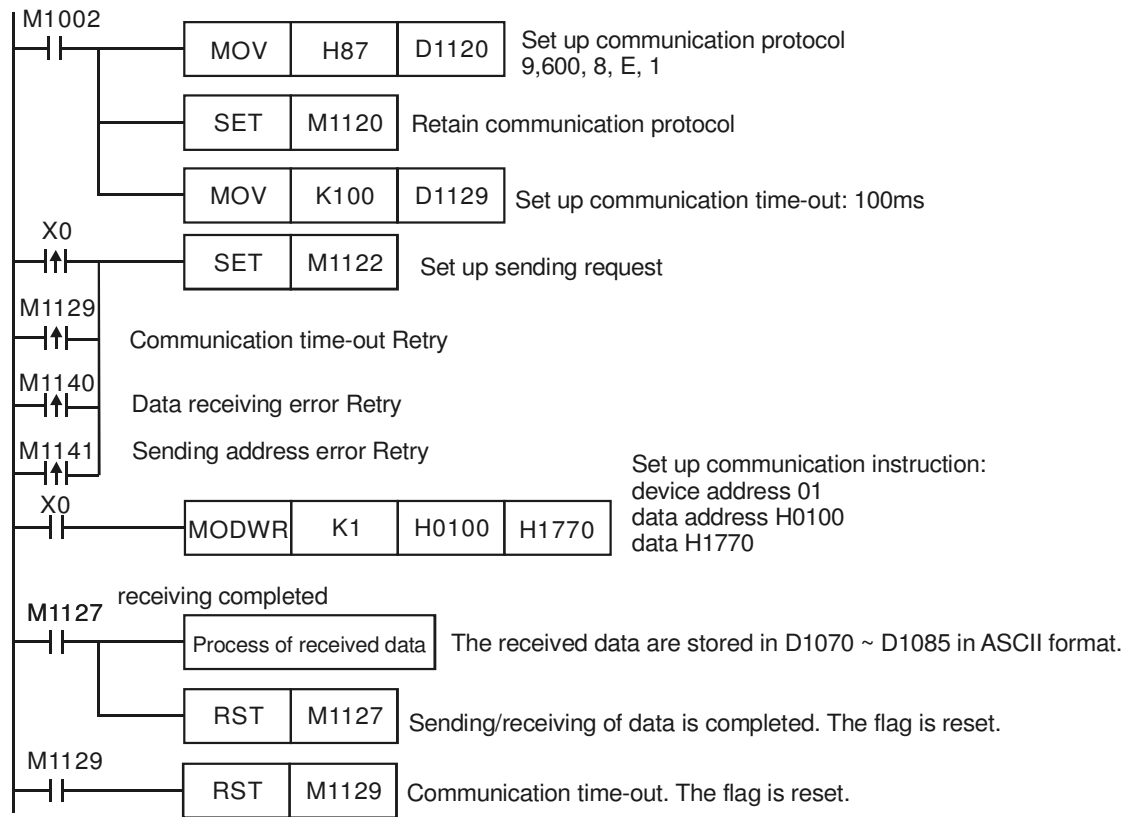 M1002
MOV H87 D1120 Set up communication protocol
9,600, 8, E, 1
SET M1120 Retain communication protocol
MOV K100 D1129 Set up communication time-out: 100ms
X0
SET M1122 Set up sending request
M1129
Communication time-out Retry
M1140
Data receiving error Retry
M1141 Sending address error Retry
X0
MODWR K1 H0100 H1770
Set up communication instruction:
device address 01
data address H0100
data H1770
M1127 receiving completed
Process of received data The received data are stored in D1070 ~ D1085 in ASCII format.
RST M1127 Sending/receiving of data is completed. The flag is reset.
M1129
RST M1129 Communication time-out. The flag is reset.